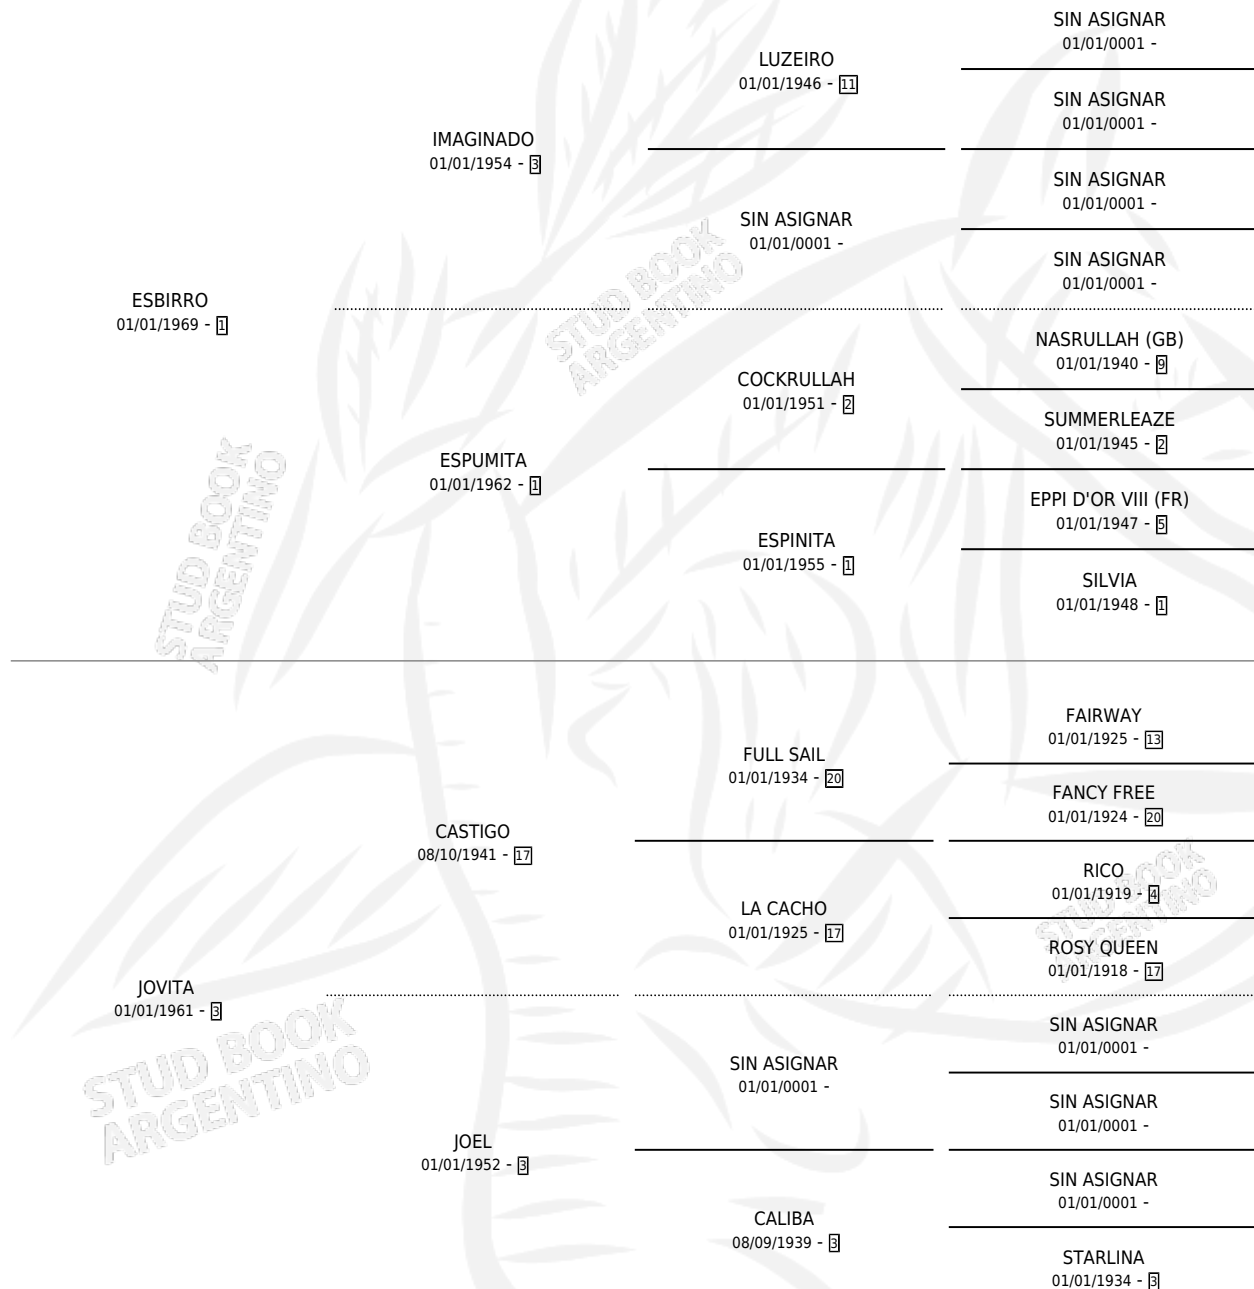 SIN ASIGNAR
01/01/0001 -
LUZEIRO
01/01/1946 - 11
SIN ASIGNAR
01/01/0001 -
IMAGINADO
01/01/1954 - 3
SIN ASIGNAR
01/01/0001 -
SIN ASIGNAR
01/01/0001 -
SIN ASIGNAR
01/01/0001 -
ESBIRRO
01/01/1969 - 1
NASRULLAH (GB)
01/01/1940 - 9
COCKRULLAH
01/01/1951 - 2
SUMMERLEAZE
01/01/1945 - 2
ESPUMITA
01/01/1962 - 1
EPPI D'OR VIII (FR)
01/01/1947 - 5
ESPINITA
01/01/1955 - 1
SILVIA
01/01/1948 - 1
FAIRWAY
01/01/1925 - 13
FULL SAIL
01/01/1934 - 20
FANCY FREE
01/01/1924 - 20
CASTIGO
08/10/1941 - 17
RICO
01/01/1919 - 4
LA CACHO
01/01/1925 - 17
ROSY QUEEN
01/01/1918 - 17
JOVITA
01/01/1961 - 3
SIN ASIGNAR
01/01/0001 -
SIN ASIGNAR
01/01/0001 -
SIN ASIGNAR
01/01/0001 -
JOEL
01/01/1952 - 3
SIN ASIGNAR
01/01/0001 -
CALIBA
08/09/1939 - 3
STARLINA
01/01/1934 - 3
STUD BOOK
ARGENTINO
STUD BOOK
ARGENTINO
STUD BOOK
ARGENTINO
STUD BOOK
ARGENTINO